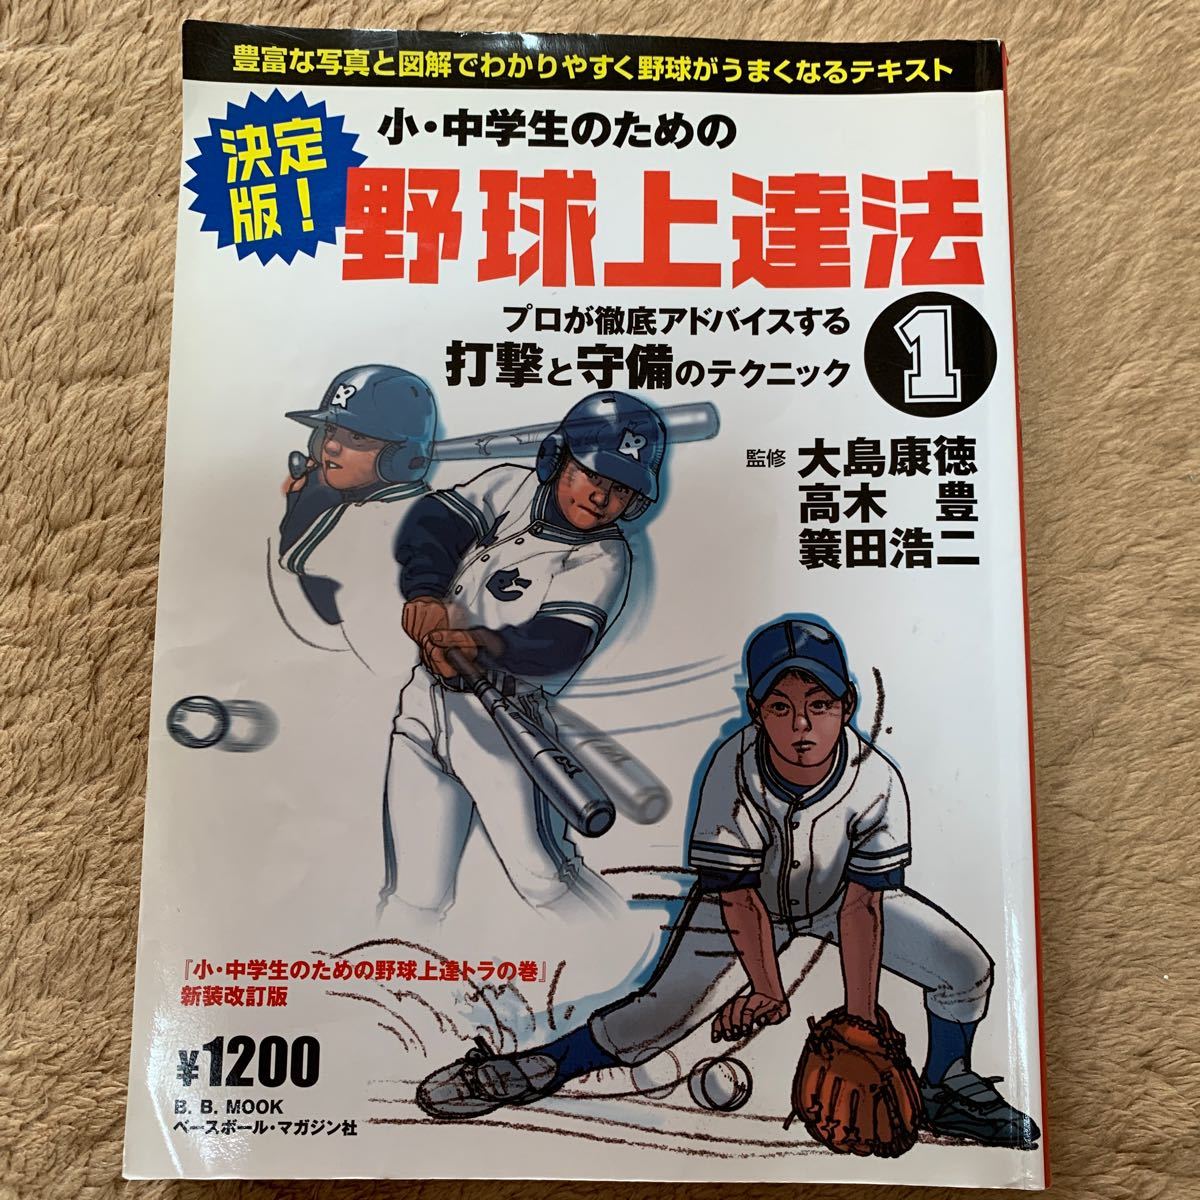 豊富な写真と図解でわかりやすく野球がうまくなるテキスト
決定
版!
小・中学生のための
野球上達法
プロが徹底アドバイスする
打撃と守備のテクニック
1
監修 大島康徳
高木 豊
簑田浩二
『小・中学生のための野球上達トラの巻』
新装改訂版
¥1200
B. B. MOOK
ベースボール・マガジン社